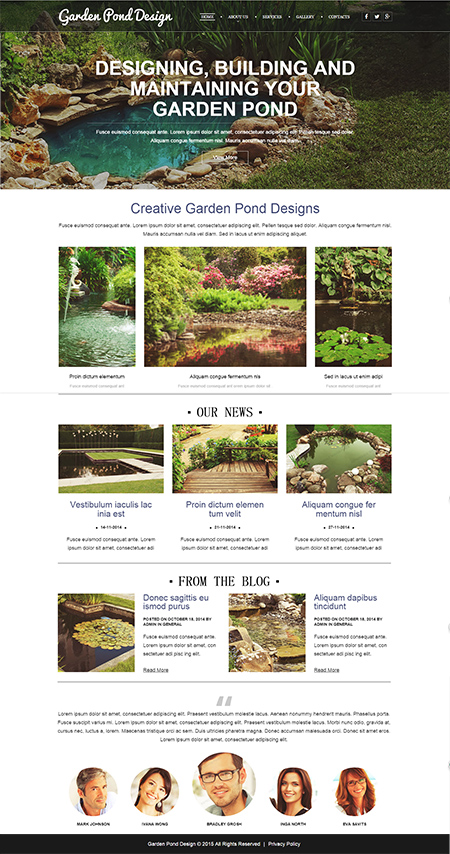 Garden Pond Design
HOME • ABOUT US • SERVICES • GALLERY • CONTACTS
DESIGNING, BUILDING AND
MAINTAINING YOUR
GARDEN POND
Fusce euismod consequat ante. Lorem ipsum dolor sit amet, consectetuer adipiscing elit. Pellentesque sed dolor.
Aliquam congue fermentum nisl. Mauris accumsan nulla vel diam.
View More
Creative Garden Pond Designs
Fusce euismod consequat ante. Lorem ipsum dolor sit amet, consectetuer adipiscing elit. Pellen tesque sed dolor. Aliquam congue fermentum nisl.
Mauris accumsan nulla vel diam. Sed in lacus ut enim adipiscing aliquet.
Proin dictum elementum
Fusce euismod consequat ant
Aliquam congue fermentum nis
Fusce euismod consequat ant orem ipsum dolor sit
Sed in lacus ut enim adipi
Fusce euismod consequat ant
• OUR NEWS •
Vestibulum iaculis lac
inia est
• 14-11-2014 •
Fusce euismod consequat ante. Lorem
ipsum dolor sit amet, consectetuer adi
Proin dictum elemen
tum velit
• 21-11-2014 •
Fusce euismod consequat ante. Lorem
ipsum dolor sit amet, consectetuer adi
Aliquam congue fer
mentum nisl
• 27-11-2014 •
Fusce euismod consequat ante. Lorem
ipsum dolor sit amet, consectetuer adi
• FROM THE BLOG •
Donec sagittis eu
ismod purus
POSTED ON OCTOBER 18, 2014 BY
ADMIN IN GENERAL
Fusce euismod consequat ante.
Lorem ipsum dolor sit amet, con
sectetuer adipisc ing elit.
Read More
Aliquam dapibus
tincidunt
POSTED ON OCTOBER 18, 2014 BY
ADMIN IN GENERAL
Fusce euismod consequat ante.
Lorem ipsum dolor sit amet, con
sectetuer adipisc ing elit.
Read More
Lorem ipsum dolor sit amet, consectetuer adipiscing elit. Praesent vestibulum molestie lacus. Aenean nonummy hendrerit mauris. Phasellus porta.
Fusce suscipit varius mi. Lorem ipsum dolor sit amet, consectetuer adipiscing elit. Praesent vestibulum molestie lacus. Morbi nunc odio, gravida at,
cursus nec, luctus a, lorem. Maecenas tristique orci ac sem. Duis ultricies pharetra magna. Donec accumsan malesuada orci. Donec sit amet eros.
Lorem ipsum dolor sit amet, consectetuer adipiscing elit.
MARK JOHNSON
IVANA WONG
BRADLEY GROSH
INGA NORTH
EVA SAVITS
Garden Pond Design © 2015 All Rights Reserved | Privacy Policy